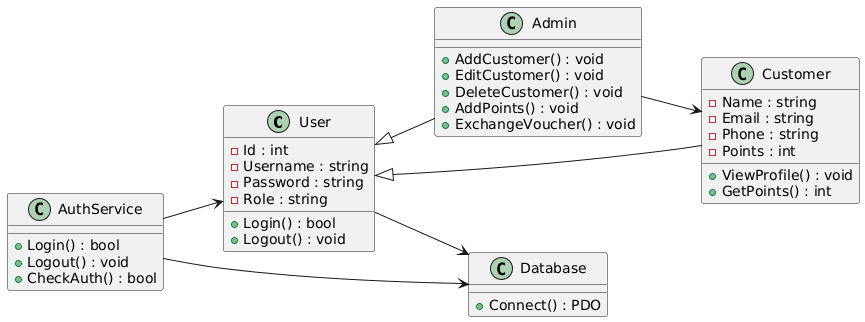 C Admin
AddCustomer() : void
EditCustomer() : void
DeleteCustomer() : void
AddPoints() : void
ExchangeVoucher() : void
C Customer
Name : string
Email : string
Phone : string
Points : int
ViewProfile() : void
GetPoints() : int
C User
Id : int
Username : string
Password : string
Role : string
Login() : bool
Logout() : void
C AuthService
Login() : bool
Logout() : void
CheckAuth() : bool
C Database
Connect() : PDO